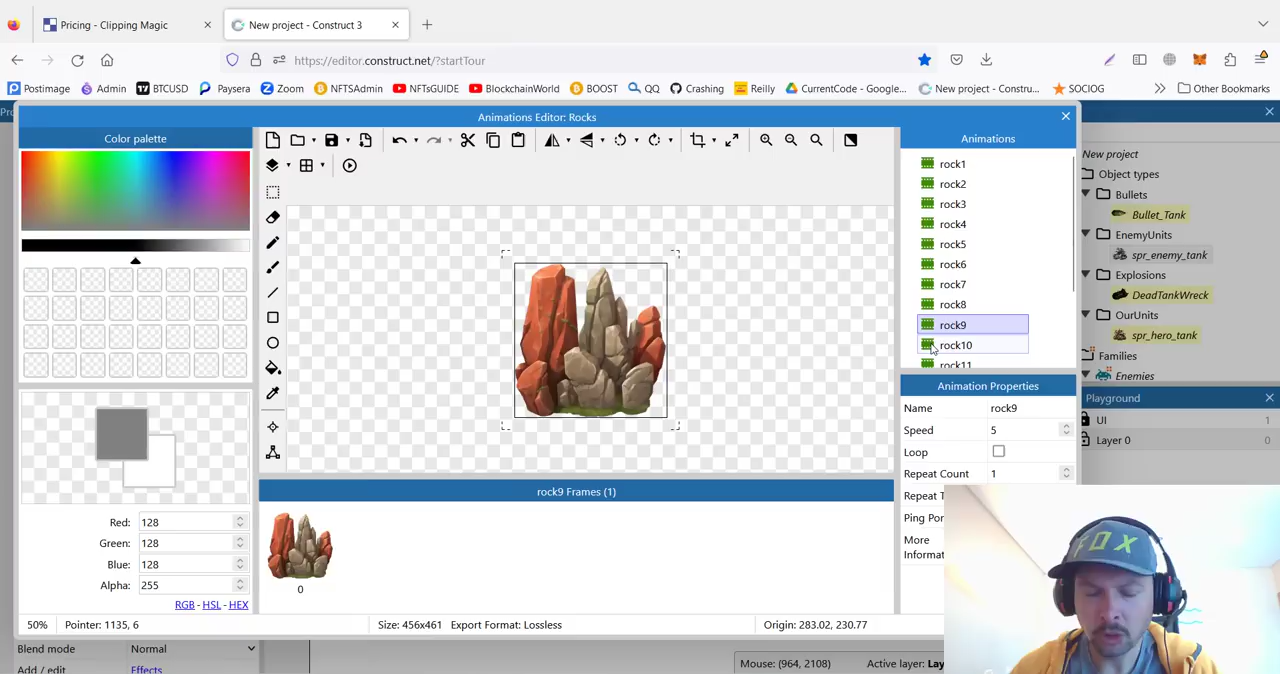 Pricing - Clipping Magic
New project - Construct 3
https://editor.construct.net/?startTour
Postimage
Admin
BTCUSD
Paysera
Zoom
NFTSAdmin
NFTsGUIDE
BlockchainWorld
BOOST
QQ
Crashing
Reilly
CurrentCode - Google...
New project - Constru...
SOCIOG
Other Bookmarks
Animations Editor: Rocks
Color palette
Red: 128
Green: 128
Blue: 128
Alpha: 255
RGB - HSL - HEX
rock9 Frames (1)
0
50%
Pointer: 1135, 6
Size: 456x461
Export Format: Lossless
Origin: 283.02, 230.77
Animations
rock1
rock2
rock3
rock4
rock5
rock6
rock7
rock8
rock9
rock10
rock11
Animation Properties
Name rock9
Speed 5
Loop
Repeat Count 1
Repeat T
Ping Pon
More
Informat
New project
Object types
Bullets
Bullet_Tank
EnemyUnits
spr_enemy_tank
Explosions
DeadTankWreck
OurUnits
spr_hero_tank
Families
Enemies
Playground
UI 1
Layer 0 0
FOX
Blend mode Normal
Add / edit Effects
Mouse: (964, 2108)
Active layer: Lay